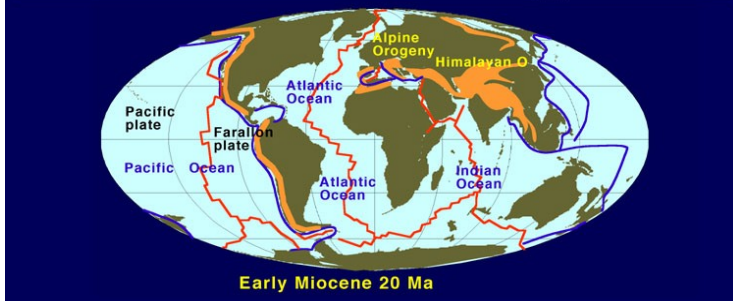 Alpine
Orogeny
Himalayan O
Atlantic
Ocean
Pacific
plate
Farallon
plate
Pacific Ocean
Atlantic
Ocean
Indian
Ocean
Early Miocene 20 Ma